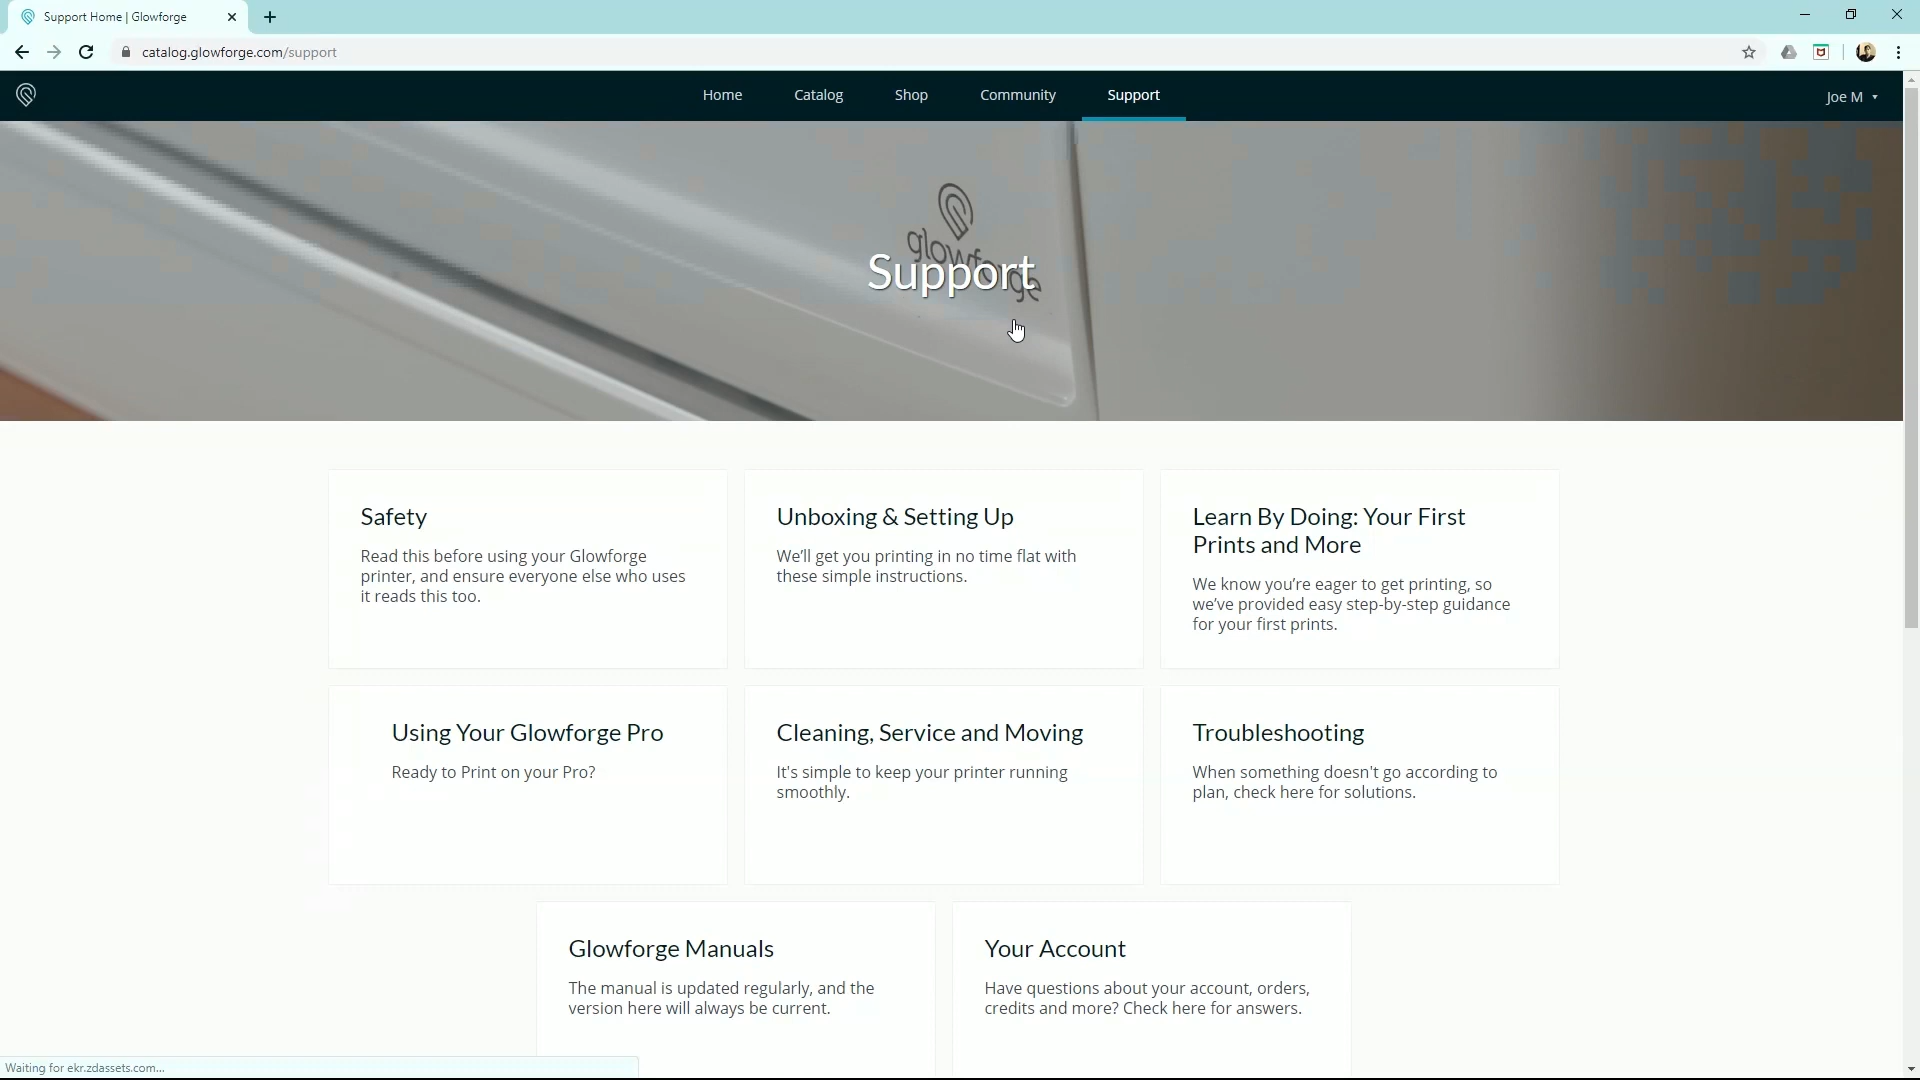 Support Home | Glowforge
catalog.glowforge.com/support
Home Catalog Shop Community Support Joe M
glowforge
Support
Safety
Read this before using your Glowforge
printer, and ensure everyone else who uses
it reads this too.
Unboxing & Setting Up
We'll get you printing in no time flat with
these simple instructions.
Learn By Doing: Your First
Prints and More
We know you're eager to get printing, so
we've provided easy step-by-step guidance
for your first prints.
Using Your Glowforge Pro
Ready to Print on your Pro?
Cleaning, Service and Moving
It's simple to keep your printer running
smoothly.
Troubleshooting
When something doesn't go according to
plan, check here for solutions.
Glowforge Manuals
The manual is updated regularly, and the
version here will always be current.
Your Account
Have questions about your account, orders,
credits and more? Check here for answers.
Waiting for ekr.zdassets.com...